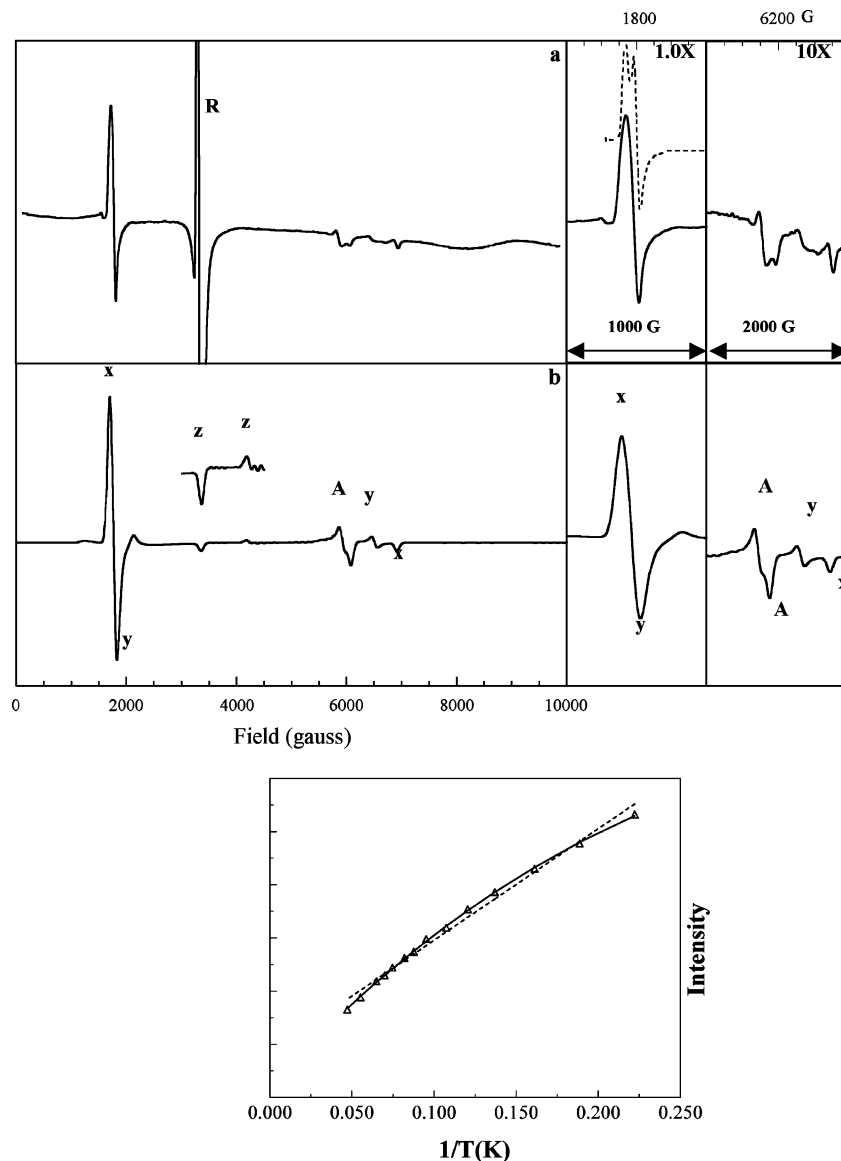 1800 6200 G
a 1.0X 10X
R
1000 G 2000 G
b
x x
z z
A y A y
x
y y A
0 2000 4000 6000 8000 10000
Field (gauss)
Intensity
0.000 0.050 0.100 0.150 0.200 0.250
1/T(K)